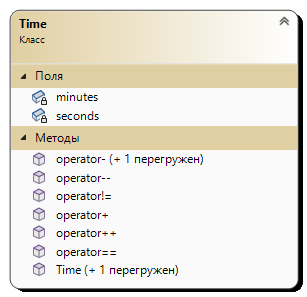 Time
Класс
Поля
minutes
seconds
Методы
operator- (+ 1 перегружен)
operator--
operator!=
operator+
operator++
operator==
Time (+ 1 перегружен)